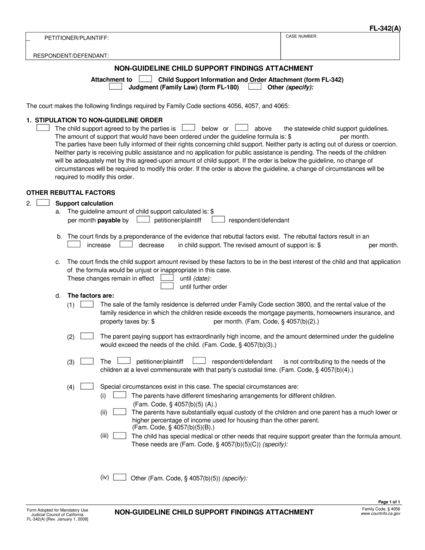 FL-342(A)
PETITIONER/PLAINTIFF:
CASE NUMBER:
RESPONDENT/DEFENDANT:
NON-GUIDELINE CHILD SUPPORT FINDINGS ATTACHMENT
Attachment to Child Support Information and Order Attachment (form FL-342)
Judgment (Family Law) (form FL-180) Other (specify):
The court makes the following findings required by Family Code sections 4056, 4057, and 4065:
1. STIPULATION TO NON-GUIDELINE ORDER
The child support agreed to by the parties is below or above the statewide child support guidelines.
The amount of support that would have been ordered under the guideline formula is: $ per month.
The parties have been fully informed of their rights concerning child support. Neither party is acting out of duress or coercion.
Neither party is receiving public assistance and no application for public assistance is pending. The needs of the children
will be adequately met by this agreed-upon amount of child support. If the order is below the guideline, no change of
circumstances will be required to modify this order. If the order is above the guideline, a change of circumstances will be
required to modify this order.
OTHER REBUTTAL FACTORS
2. Support calculation
a. The guideline amount of child support calculated is: $
per month payable by petitioner/plaintiff respondent/defendant
b. The court finds by a preponderance of the evidence that rebuttal factors exist. The rebuttal factors result in an
increase decrease in child support. The revised amount of support is: $ per month.
c. The court finds the child support amount revised by these factors to be in the best interest of the child and that application
of the formula would be unjust or inappropriate in this case.
These changes remain in effect until (date):
until further order
d. The factors are:
(1) The sale of the family residence is deferred under Family Code section 3800, and the rental value of the
family residence in which the children reside exceeds the mortgage payments, homeowners insurance, and
property taxes by: $ per month. (Fam. Code, § 4057(b)(2).)
(2) The parent paying support has extraordinarily high income, and the amount determined under the guideline
would exceed the needs of the child. (Fam. Code, § 4057(b)(3).)
(3) The petitioner/plaintiff respondent/defendant is not contributing to the needs of the
children at a level commensurate with that party's custodial time. (Fam. Code, § 4057(b)(4).)
(4) Special circumstances exist in this case. The special circumstances are:
(i) The parents have different timesharing arrangements for different children.
(Fam. Code, § 4057(b)(5) (A).)
(ii) The parents have substantially equal custody of the children and one parent has a much lower or
higher percentage of income used for housing than the other parent.
(Fam. Code, § 4057(b)(5)(B).)
(iii) The child has special medical or other needs that require support greater than the formula amount.
These needs are (Fam. Code, § 4057(b)(5)(C)) (specify):
(iv) Other (Fam. Code, § 4057(b)(5)) (specify):
Page 1 of 1
Form Adopted for Mandatory Use
Judicial Council of California
FL-342(A) [Rev. January 1, 2003]
NON-GUIDELINE CHILD SUPPORT FINDINGS ATTACHMENT
Family Code, § 4056
www.courtinfo.ca.gov